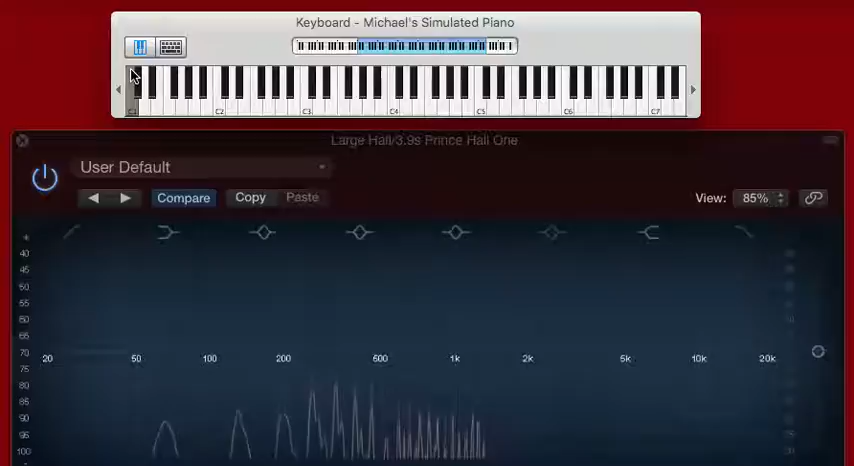 Keyboard - Michael's Simulated Piano
C1 C2 C3 C4 C5 C6 C7
Large Hall/3.9s Prince Hall One
User Default
Compare Copy Paste View: 85%
+
40
45
50
55
60
65
70 20 50 100 200 500 1k 2k 5k 10k 20k
75
80
85
90
95
100